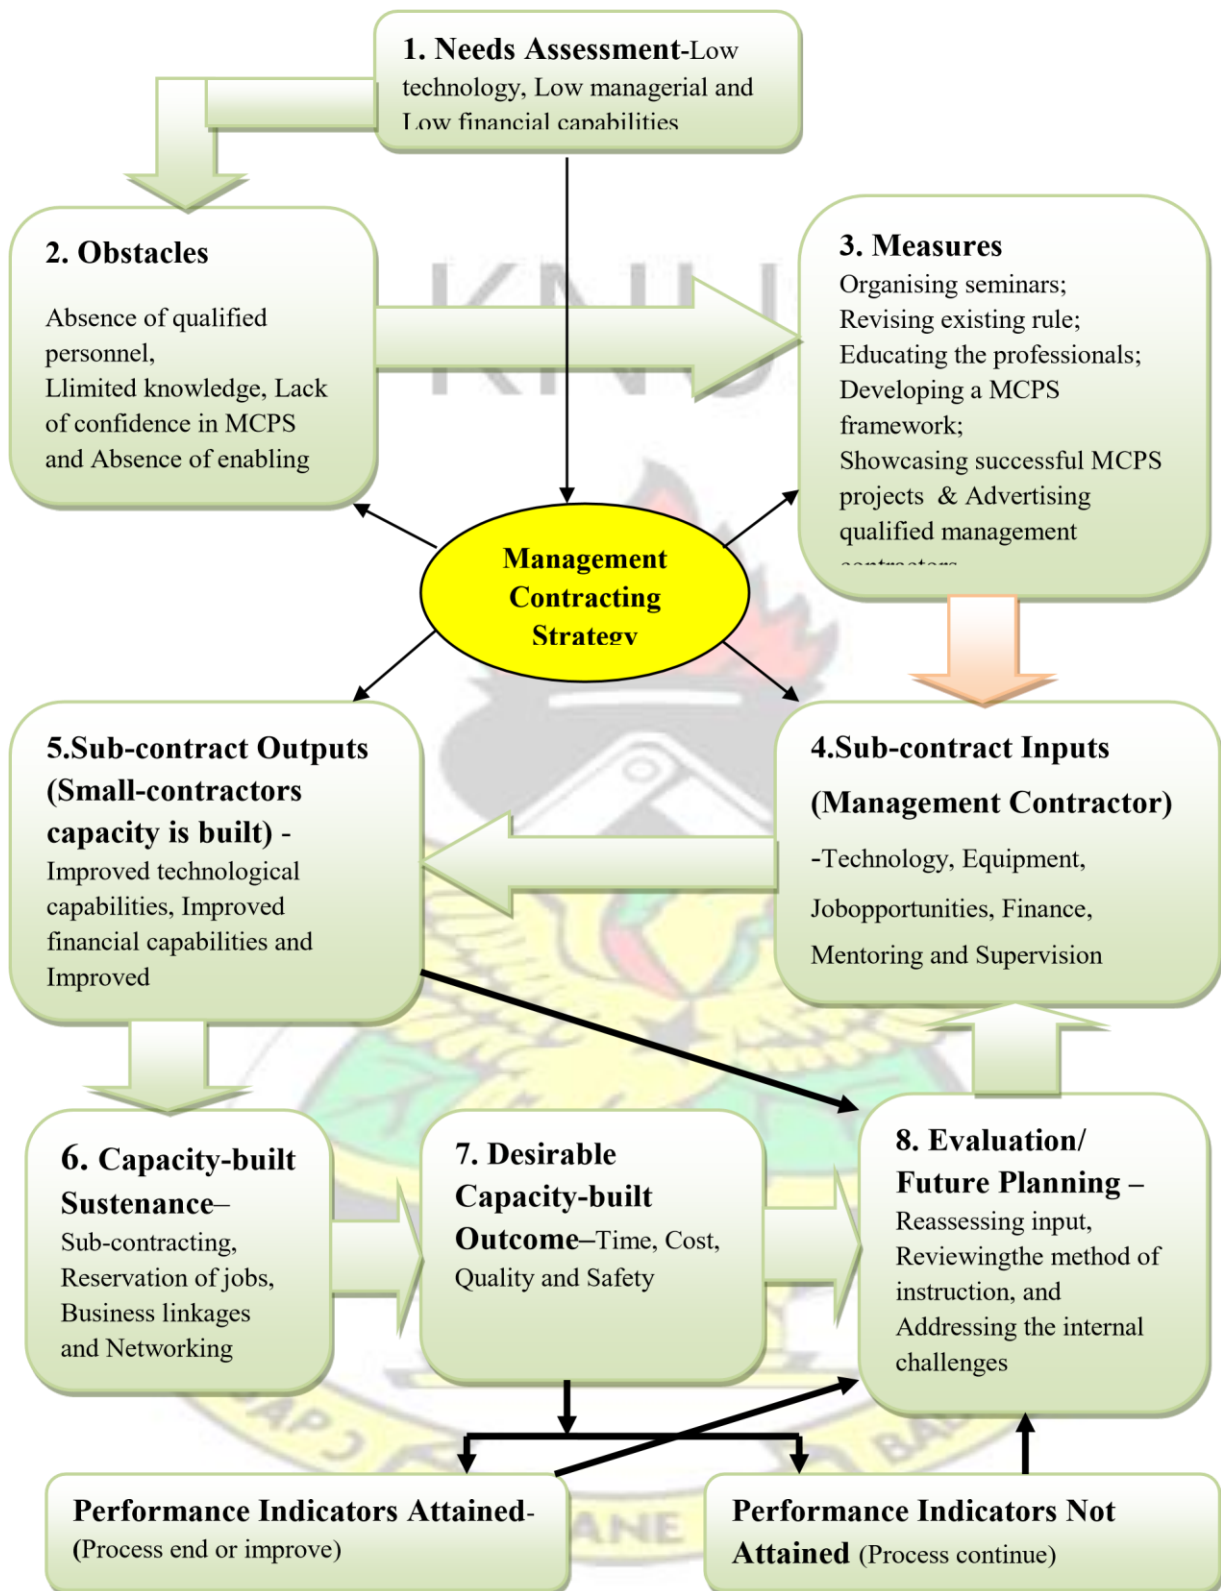 1. Needs Assessment-Low
technology, Low managerial and
Low financial capabilities
2. Obstacles
Absence of qualified
personnel,
Llimited knowledge, Lack
of confidence in MCPS
and Absence of enabling
3. Measures
Organising seminars;
Revising existing rule;
Educating the professionals;
Developing a MCPS
framework;
Showcasing successful MCPS
projects & Advertising
qualified management
contractors
KNU
Management
Contracting
Strategy
5.Sub-contract Outputs
(Small-contractors
capacity is built) -
Improved technological
capabilities, Improved
financial capabilities and
Improved
4.Sub-contract Inputs
(Management Contractor)
-Technology, Equipment,
Jobopportunities, Finance,
Mentoring and Supervision
6. Capacity-built
Sustenance–
Sub-contracting,
Reservation of jobs,
Business linkages
and Networking
7. Desirable
Capacity-built
Outcome–Time, Cost,
Quality and Safety
8. Evaluation/
Future Planning –
Reassessing input,
Reviewingthe method of
instruction, and
Addressing the internal
challenges
Performance Indicators Attained-
(Process end or improve)
Performance Indicators Not
Attained (Process continue)
ANE